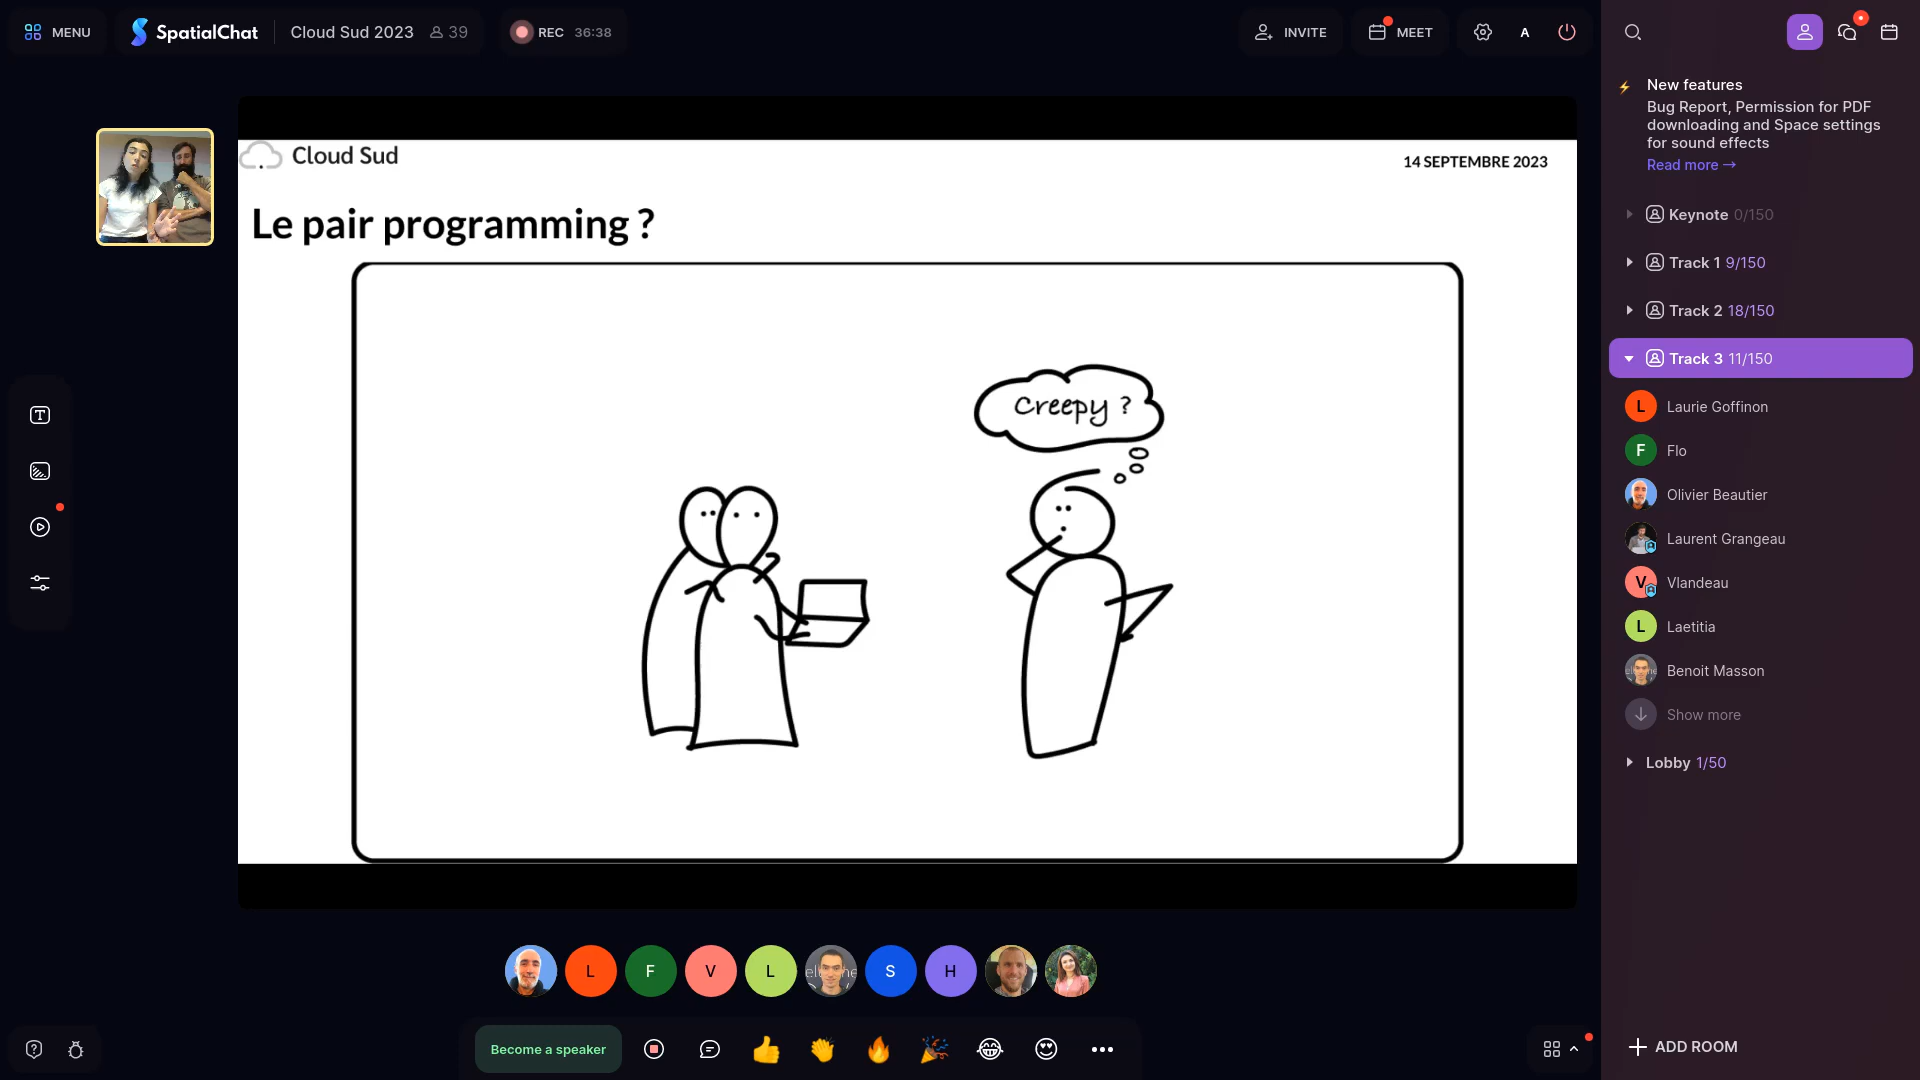 MENU
SpatialChat
Cloud Sud 2023
39
REC 36:38
INVITE
MEET
A
New features
Bug Report, Permission for PDF
downloading and Space settings
for sound effects
Read more →
Keynote 0/150
Track 1 9/150
Track 2 18/150
Track 3 11/150
L Laurie Goffinon
F Flo
Olivier Beautier
Laurent Grangeau
V Vlandeau
L Laetitia
Benoit Masson
Show more
Lobby 1/50
ADD ROOM
Cloud Sud
14 SEPTEMBRE 2023
Le pair programming ?
Creepy ?
L
F
V
L
S
H
Become a speaker